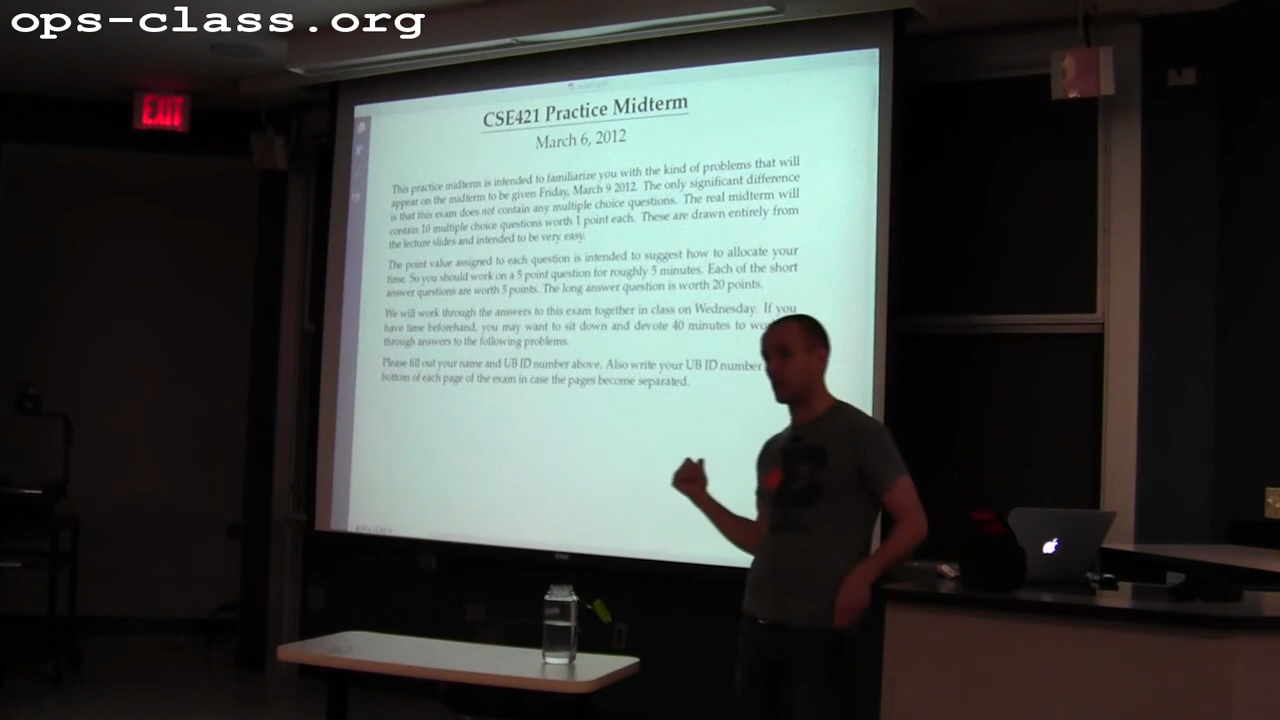 ops-class.org
EXIT
CSE421 Practice Midterm
March 6, 2012
This practice midterm is intended to familiarize you with the kind of problems that will
appear on the midterm to be given Friday, March 9 2012. The only significant difference
is that this exam does not contain any multiple choice questions. The real midterm will
contain 10 multiple choice questions worth 1 point each. These are drawn entirely from
the lecture slides and intended to be very easy.
The point value assigned to each question is intended to suggest how to allocate your
time. So you should work on a 5 point question for roughly 5 minutes. Each of the short
answer questions are worth 5 points. The long answer question is worth 20 points.
We will work through the answers to this exam together in class on Wednesday. If you
have time beforehand, you may want to sit down and devote 40 minutes to
through answers to the following problems.
Please fill out your name and UB ID number above. Also write your UB ID number
bottom of each page of the exam in case the pages become separated.